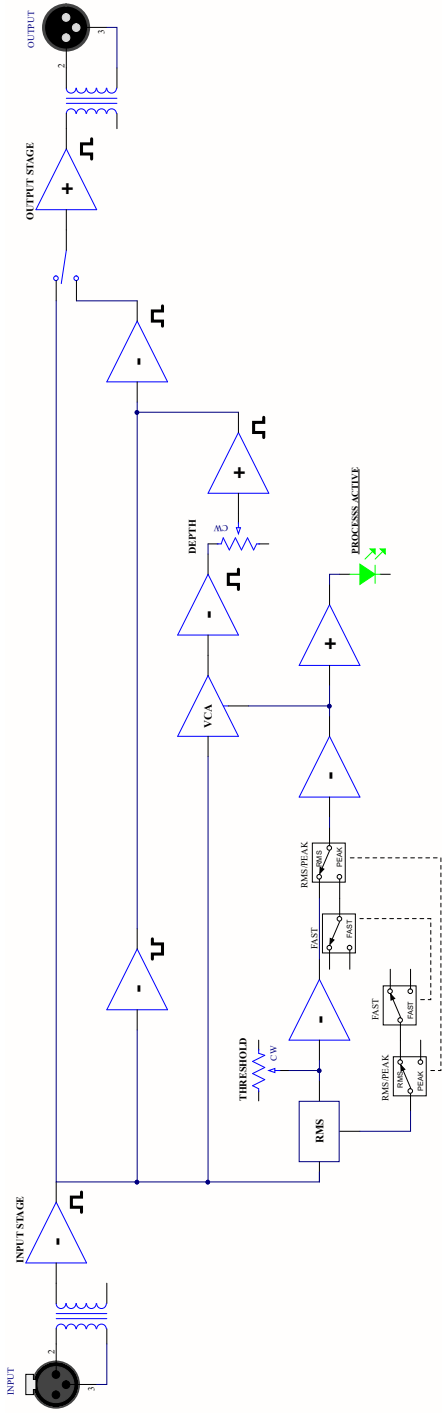 INPUT
2
3
INPUT STAGE
-
-
RMS
THRESHOLD
CW
-
RMS/PEAK
RMS
PEAK
FAST
FAST
FAST
FAST
RMS/PEAK
RMS
PEAK
-
VCA
-
DEPTH
CW
+
+
PROCESSS ACTIVE
-
OUTPUT STAGE
+
2
3
OUTPUT